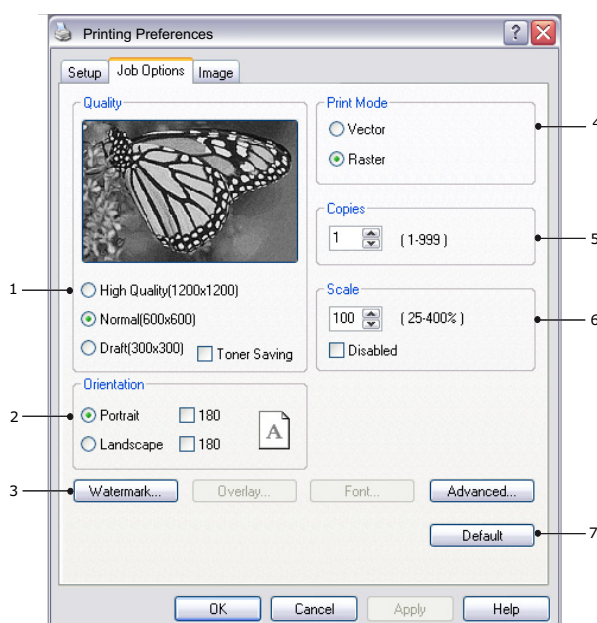 Printing Preferences
?
Setup Job Options Image
Quality
Print Mode
Vector
4
Raster
Copies
1 ( 1-999 )
5
1
High Quality(1200x1200)
Scale
Normal(600x600)
100 ( 25-400% )
6
Draft(300x300) Toner Saving
Disabled
Orientation
2
Portrait 180
A
Landscape 180
3
Watermark... Overlay... Font... Advanced...
Default
7
OK Cancel Apply Help